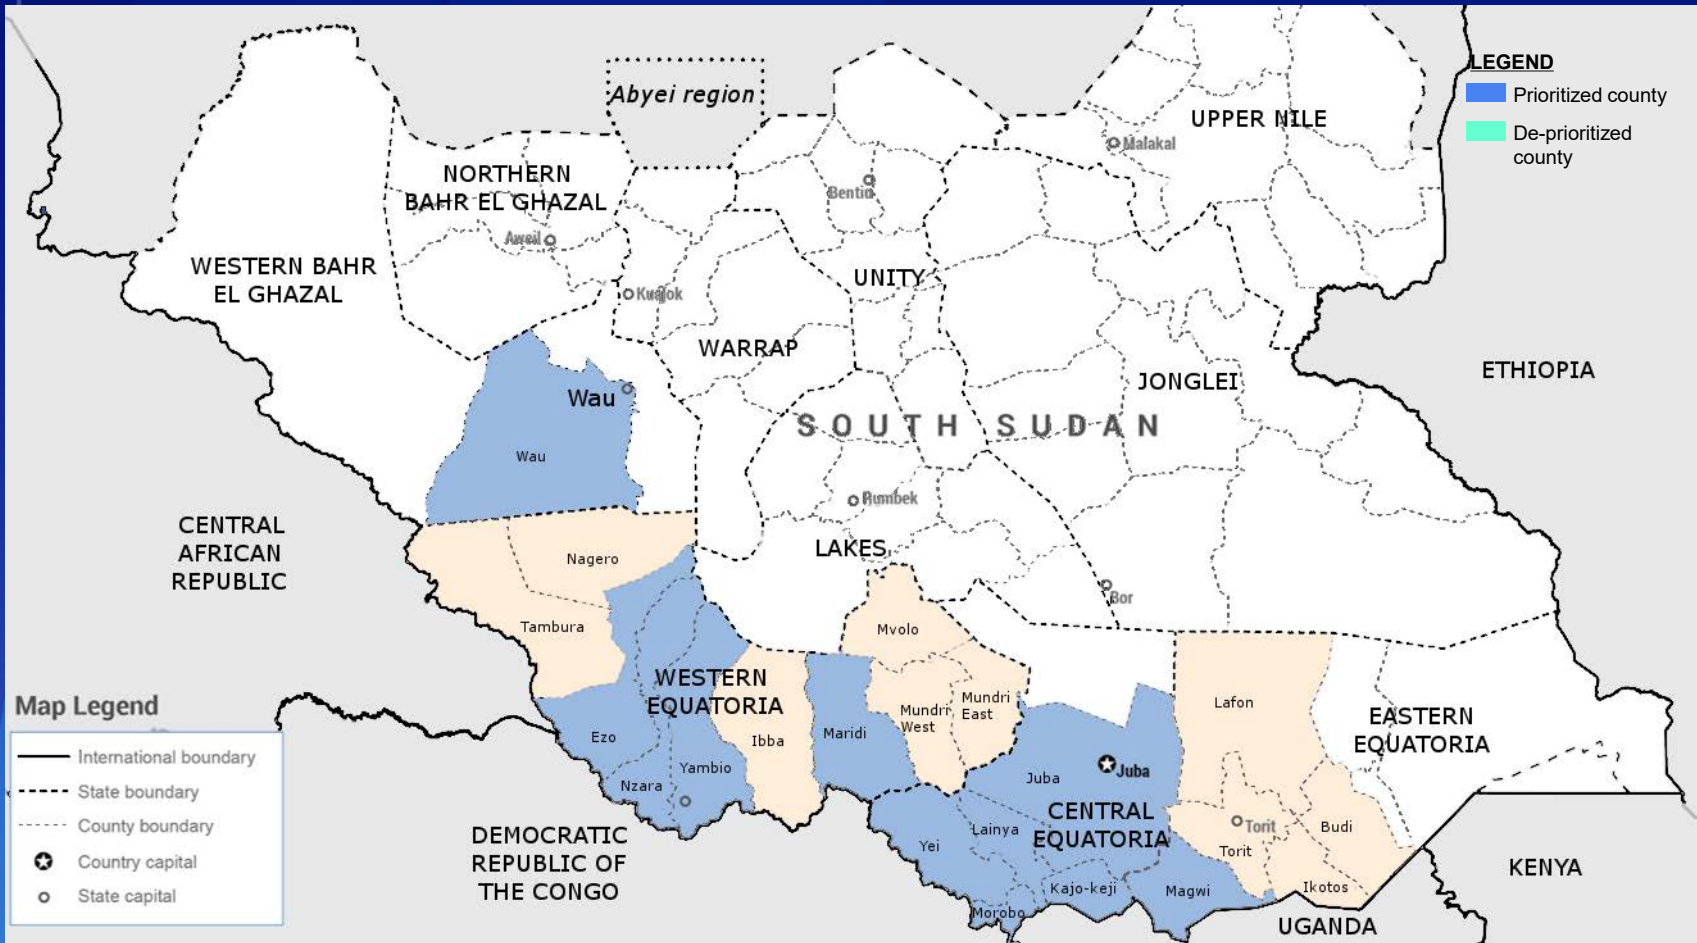 Abyei region
LEGEND
Prioritized county
De-prioritized
county
UPPER NILE
Malakal
NORTHERN
BAHR EL GHAZAL
Bentiu
Aweil
WESTERN BAHR
EL GHAZAL
UNITY
Kuajok
WARRAP
ETHIOPIA
JONGLEI
Wau
SOUTH SUDAN
Wau
Rumbek
CENTRAL
AFRICAN
REPUBLIC
LAKES
Nagero
Bor
Tambura
Mvolo
WESTERN
EQUATORIA
Mundri
East
Lafon
Map Legend
Mundri
West
EASTERN
EQUATORIA
Ezo
Ibba
Maridi
International boundary
Yambio
Juba
Juba
Nzara
State boundary
CENTRAL
EQUATORIA
County boundary
Lainya
Torit
Budi
DEMOCRATIC
REPUBLIC OF
THE CONGO
Yei
Torit
Country capital
KENYA
Kajo-keji
Magwi
Ikotos
State capital
Morobo
UGANDA